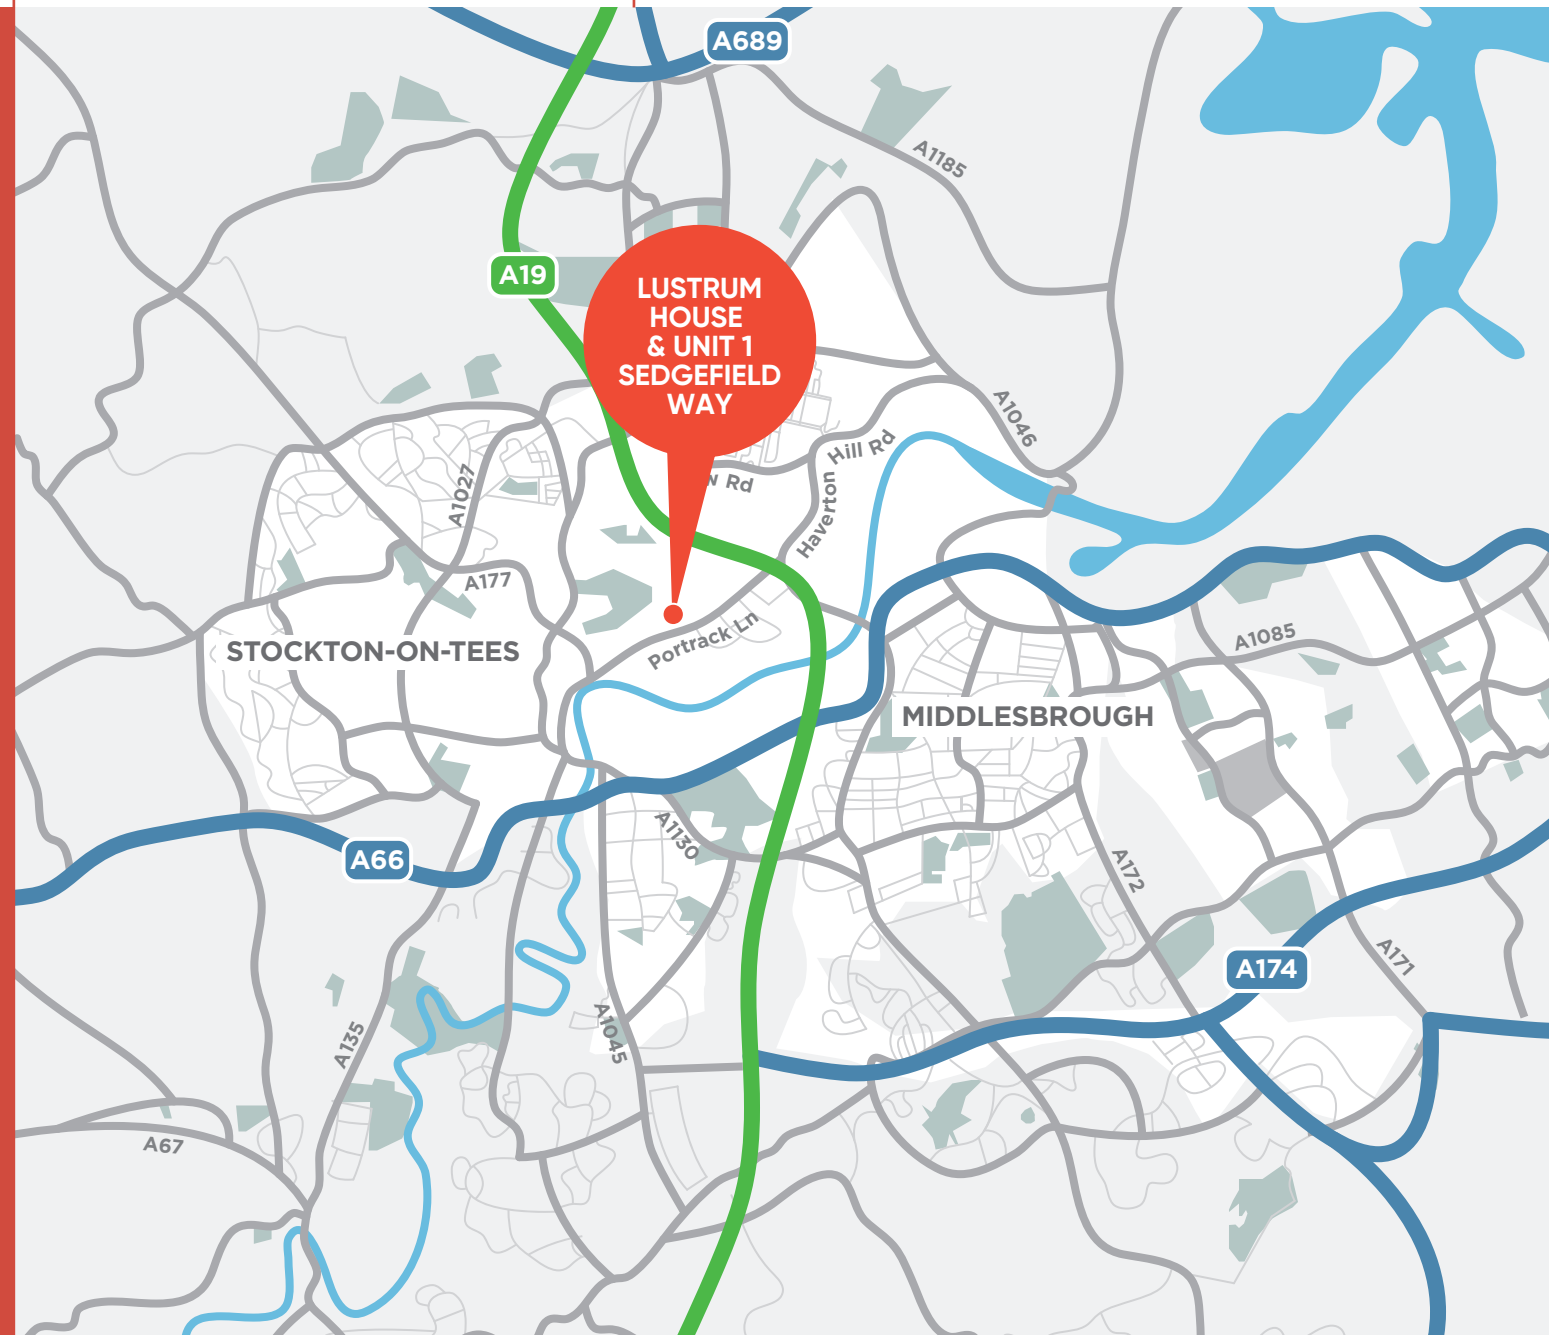 A689
A1185
A19
LUSTRUM
HOUSE
& UNIT 1
SEDGEFIELD
WAY
A1046
Hill Rd
Haverton
Rd
A1027
A177
Portrack Ln
A1085
STOCKTON-ON-TEES
MIDDLESBROUGH
A1130
A66
A172
A171
A174
A135
A1045
A67